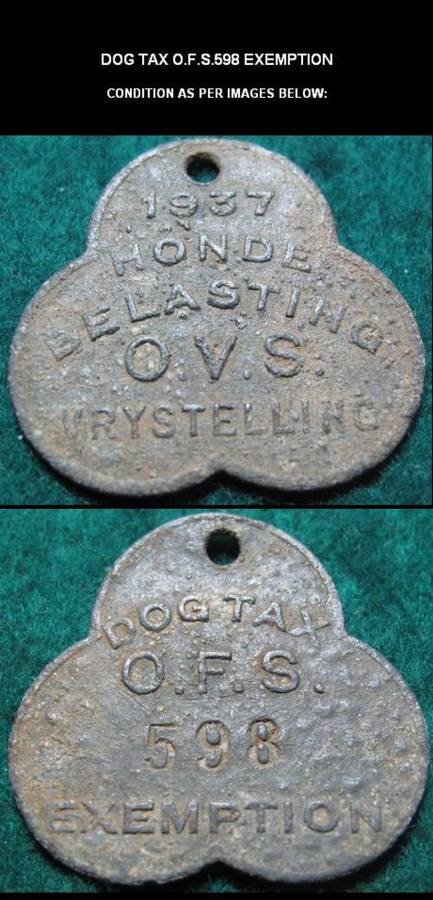 DOG TAX O.F.S.598 EXEMPTION
CONDITION AS PER IMAGES BELOW:
1937
HONDE
BELASTING
O.V.S.
VRYSTELLING
DOG TAX
O.F.S.
598
EXEMPTION